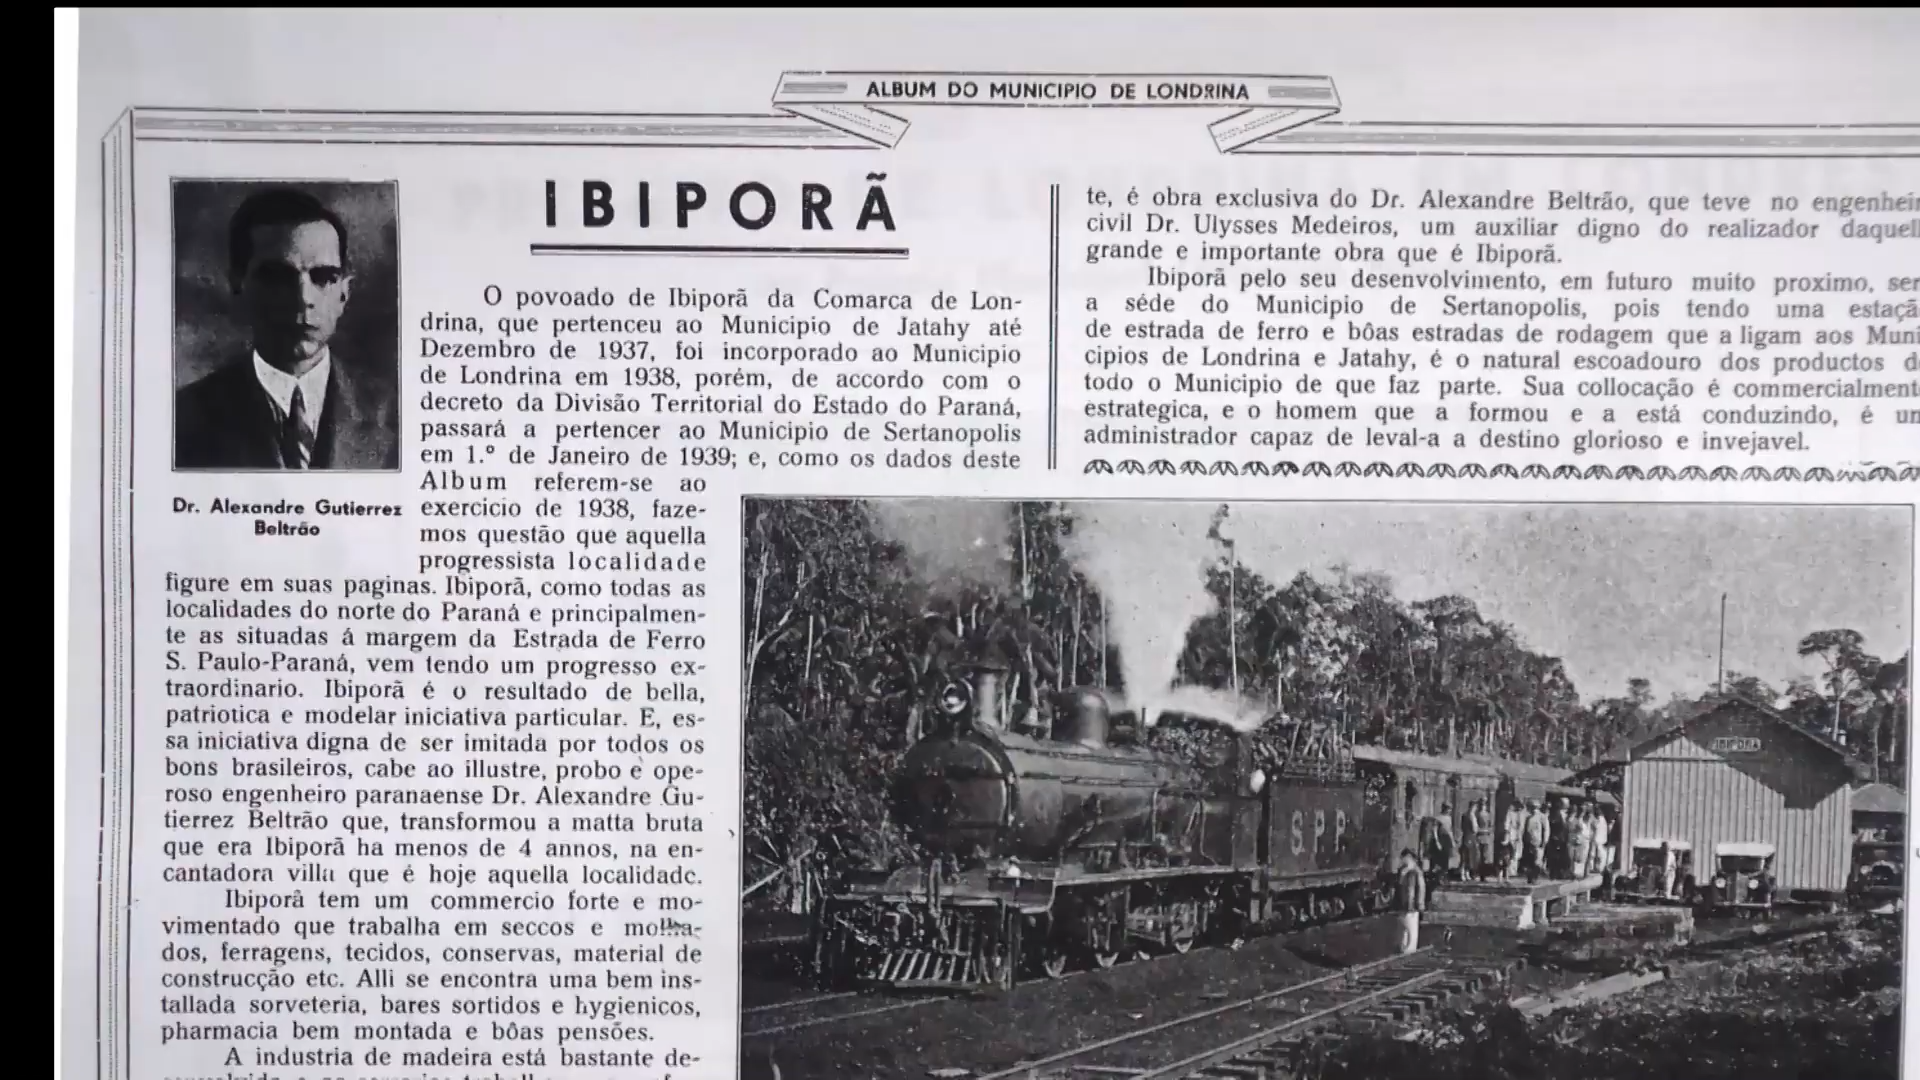 ALBUM DO MUNICIPIO DE LONDRINA
IBIPORÃ
O povoado de Ibiporã da Comarca de Lon-
drina, que pertenceu ao Municipio de Jatahy até
Dezembro de 1937, foi incorporado ao Municipio
de Londrina em 1938, porém, de accordo com o
decreto da Divisão Territorial do Estado do Paraná,
passará a pertencer ao Municipio de Sertanopolis
em 1.º de Janeiro de 1939; e, como os dados deste
Album referem-se ao
exercicio de 1938, faze-
mos questão que aquella
progressista localidade
figure em suas paginas. Ibiporã, como todas as
localidades do norte do Paraná e principalmen-
te as situadas á margem da Estrada de Ferro
S. Paulo-Paraná, vem tendo um progresso ex-
traordinario. Ibiporã é o resultado de bella,
patriotica e modelar iniciativa particular. E, es-
sa iniciativa digna de ser imitada por todos os
bons brasileiros, cabe ao illustre, probo e ope-
roso engenheiro paranaense Dr. Alexandre Gu-
tierrez Beltrão que, transformou a matta bruta
que era Ibiporã ha menos de 4 annos, na en-
cantadora villa que é hoje aquella localidade.
Ibiporã tem um commercio forte e mo-
vimentado que trabalha em seccos e molha-
dos, ferragens, tecidos, conservas, material de
construcção etc. Alli se encontra uma bem ins-
tallada sorveteria, bares sortidos e hygienicos,
pharmacia bem montada e bôas pensões.
A industria de madeira está bastante de-
Dr. Alexandre Gutierrez
Beltrão
te, é obra exclusiva do Dr. Alexandre Beltrão, que teve no engenheir
civil Dr. Ulysses Medeiros, um auxiliar digno do realizador daquell
grande e importante obra que é Ibiporã.
Ibiporã pelo seu desenvolvimento, em futuro muito proximo, ser
a séde do Municipio de Sertanopolis, pois tendo uma estaçã
de estrada de ferro e bôas estradas de rodagem que a ligam aos Muni
cipios de Londrina e Jatahy, é o natural escoadouro dos productos d
todo o Municipio de que faz parte. Sua collocação é commercialment
estrategica, e o homem que a formou e a está conduzindo, é un
administrador capaz de leval-a a destino glorioso e invejavel.
S.P.P.
IBIPORÃ